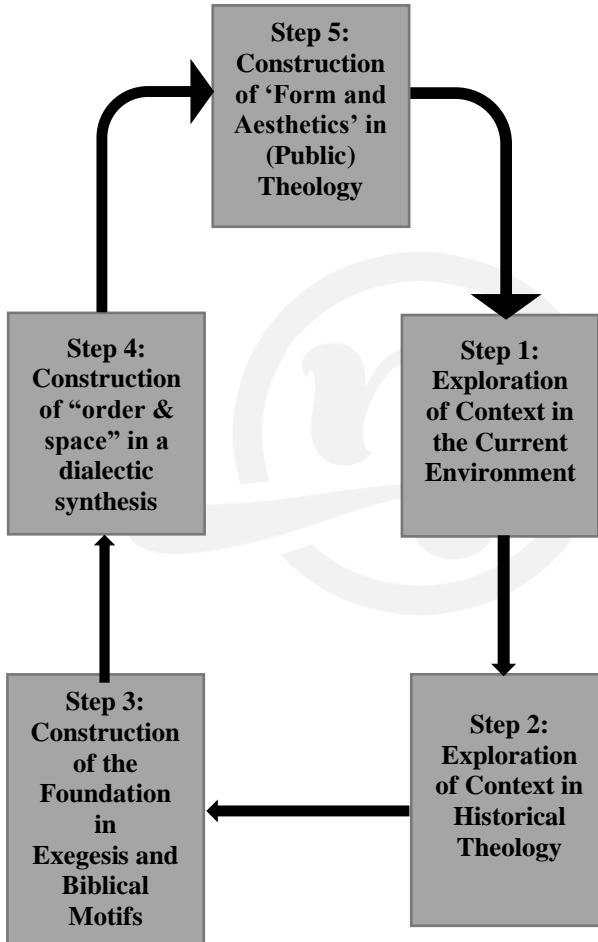 Step 5:
Construction
of ‘Form and
Aesthetics’ in
(Public)
Theology
Step 4:
Construction
of “order &
space” in a
dialectic
synthesis
Step 1:
Exploration
of Context in
the Current
Environment
Step 3:
Construction
of the
Foundation
in
Exegesis and
Biblical
Motifs
Step 2:
Exploration
of Context in
Historical
Theology